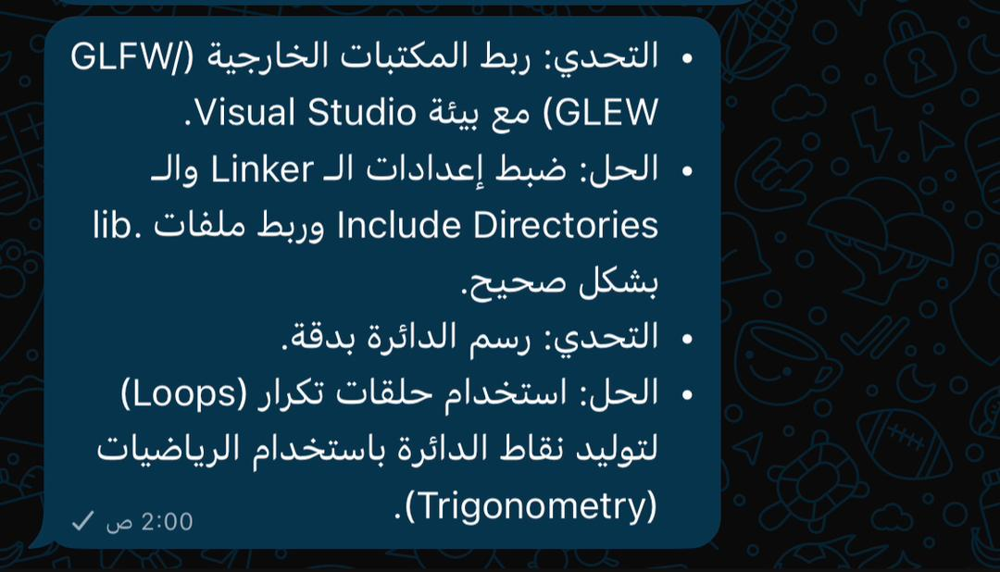 • التحدي: ربط المكتبات الخارجية (GLFW/
GLEW) مع بيئة Visual Studio.
• الحل: ضبط إعدادات الـ Linker والـ
Include Directories وربط ملفات .lib
بشكل صحيح.
• التحدي: رسم الدائرة بدقة.
• الحل: استخدام حلقات تكرار (Loops)
لتوليد نقاط الدائرة باستخدام الرياضيات
(Trigonometry).
2:00 ص